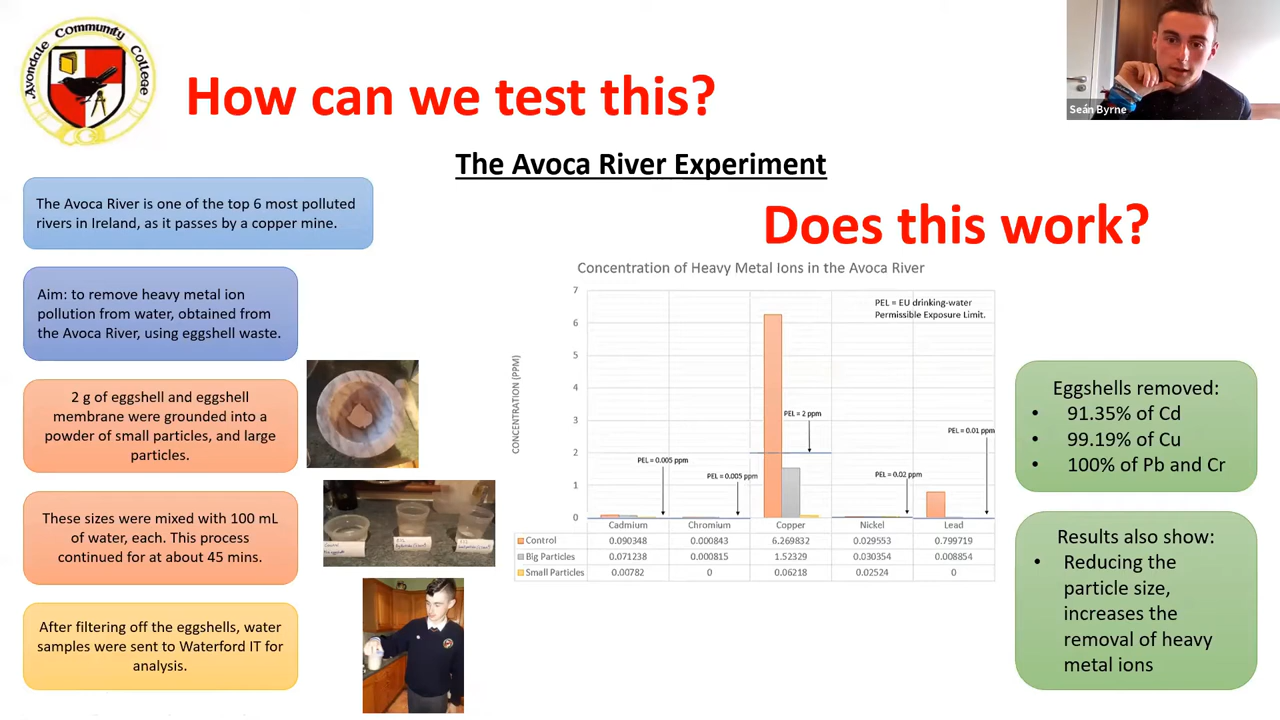 Avondale Community College
How can we test this?
Seán Byrne
The Avoca River Experiment
The Avoca River is one of the top 6 most polluted
rivers in Ireland, as it passes by a copper mine.
Aim: to remove heavy metal ion
pollution from water, obtained from
the Avoca River, using eggshell waste.
2 g of eggshell and eggshell
membrane were grounded into a
powder of small particles, and large
particles.
These sizes were mixed with 100 mL
of water, each. This process
continued for at about 45 mins.
After filtering off the eggshells, water
samples were sent to Waterford IT for
analysis.
Does this work?
Concentration of Heavy Metal Ions in the Avoca River
CONCENTRATION (PPM)
7
6
5
4
3
2
1
0
PEL = EU drinking-water
Permissible Exposure Limit.
PEL = 0.005 ppm
PEL = 0.005 ppm
PEL = 2 ppm
PEL = 0.02 ppm
PEL = 0.01 ppm
Cadmium Chromium Copper Nickel Lead
Control 0.090348 0.000843 6.269832 0.029553 0.799719
Big Particles 0.071238 0.000815 1.52329 0.030354 0.008854
Small Particles 0.00782 0 0.06218 0.02524 0
Eggshells removed:
• 91.35% of Cd
• 99.19% of Cu
• 100% of Pb and Cr
Results also show:
• Reducing the
particle size,
increases the
removal of heavy
metal ions